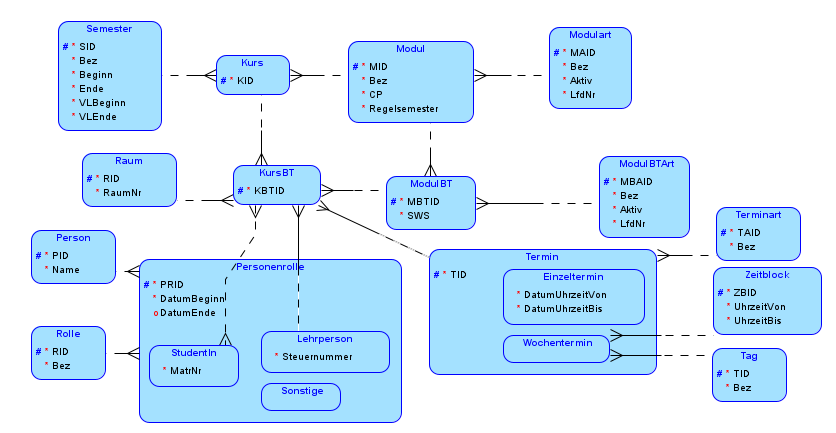 Semester
# * SID
* Bez
* Beginn
* Ende
* VLBeginn
* VLEnde
Kurs
# * KID
Modul
# * MID
* Bez
* CP
* Regelsemester
Modulart
# * MAID
* Bez
* Aktiv
* LfdNr
Raum
# * RID
* RaumNr
KursBT
# * KBTID
ModulBT
# * MBTID
* SWS
ModulBTArt
# * MBAID
* Bez
* Aktiv
* LfdNr
Person
# * PID
* Name
Rolle
# * RID
* Bez
Personenrolle
# * PRID
* DatumBeginn
o DatumEnde
StudentIn
* MatrNr
Lehrperson
* Steuernummer
Sonstige
Termin
# * TID
Einzeltermin
* DatumUhrzeitVon
* DatumUhrzeitBis
Wochentermin
Terminart
# * TAID
* Bez
Zeitblock
# * ZBID
* UhrzeitVon
* UhrzeitBis
Tag
# * TID
* Bez